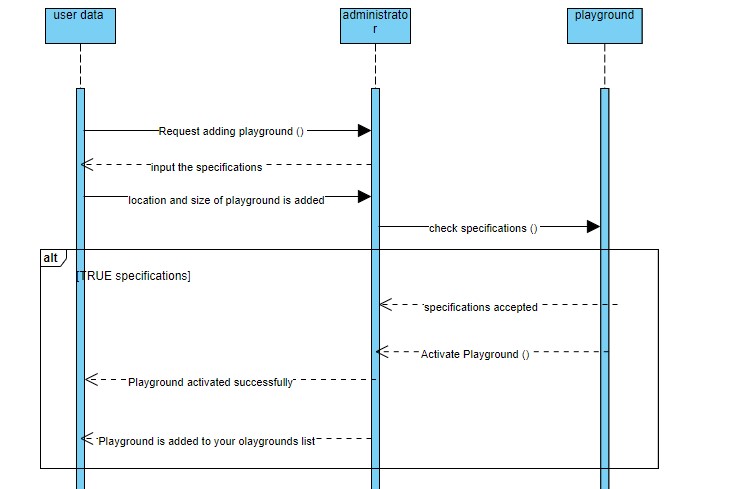 user data
administrato
r
playground
Request adding playground ()
input the specifications
location and size of playground is added
check specifications ()
alt
[TRUE specifications]
specifications accepted
Activate Playground ()
Playground activated successfully
Playground is added to your olaygrounds list